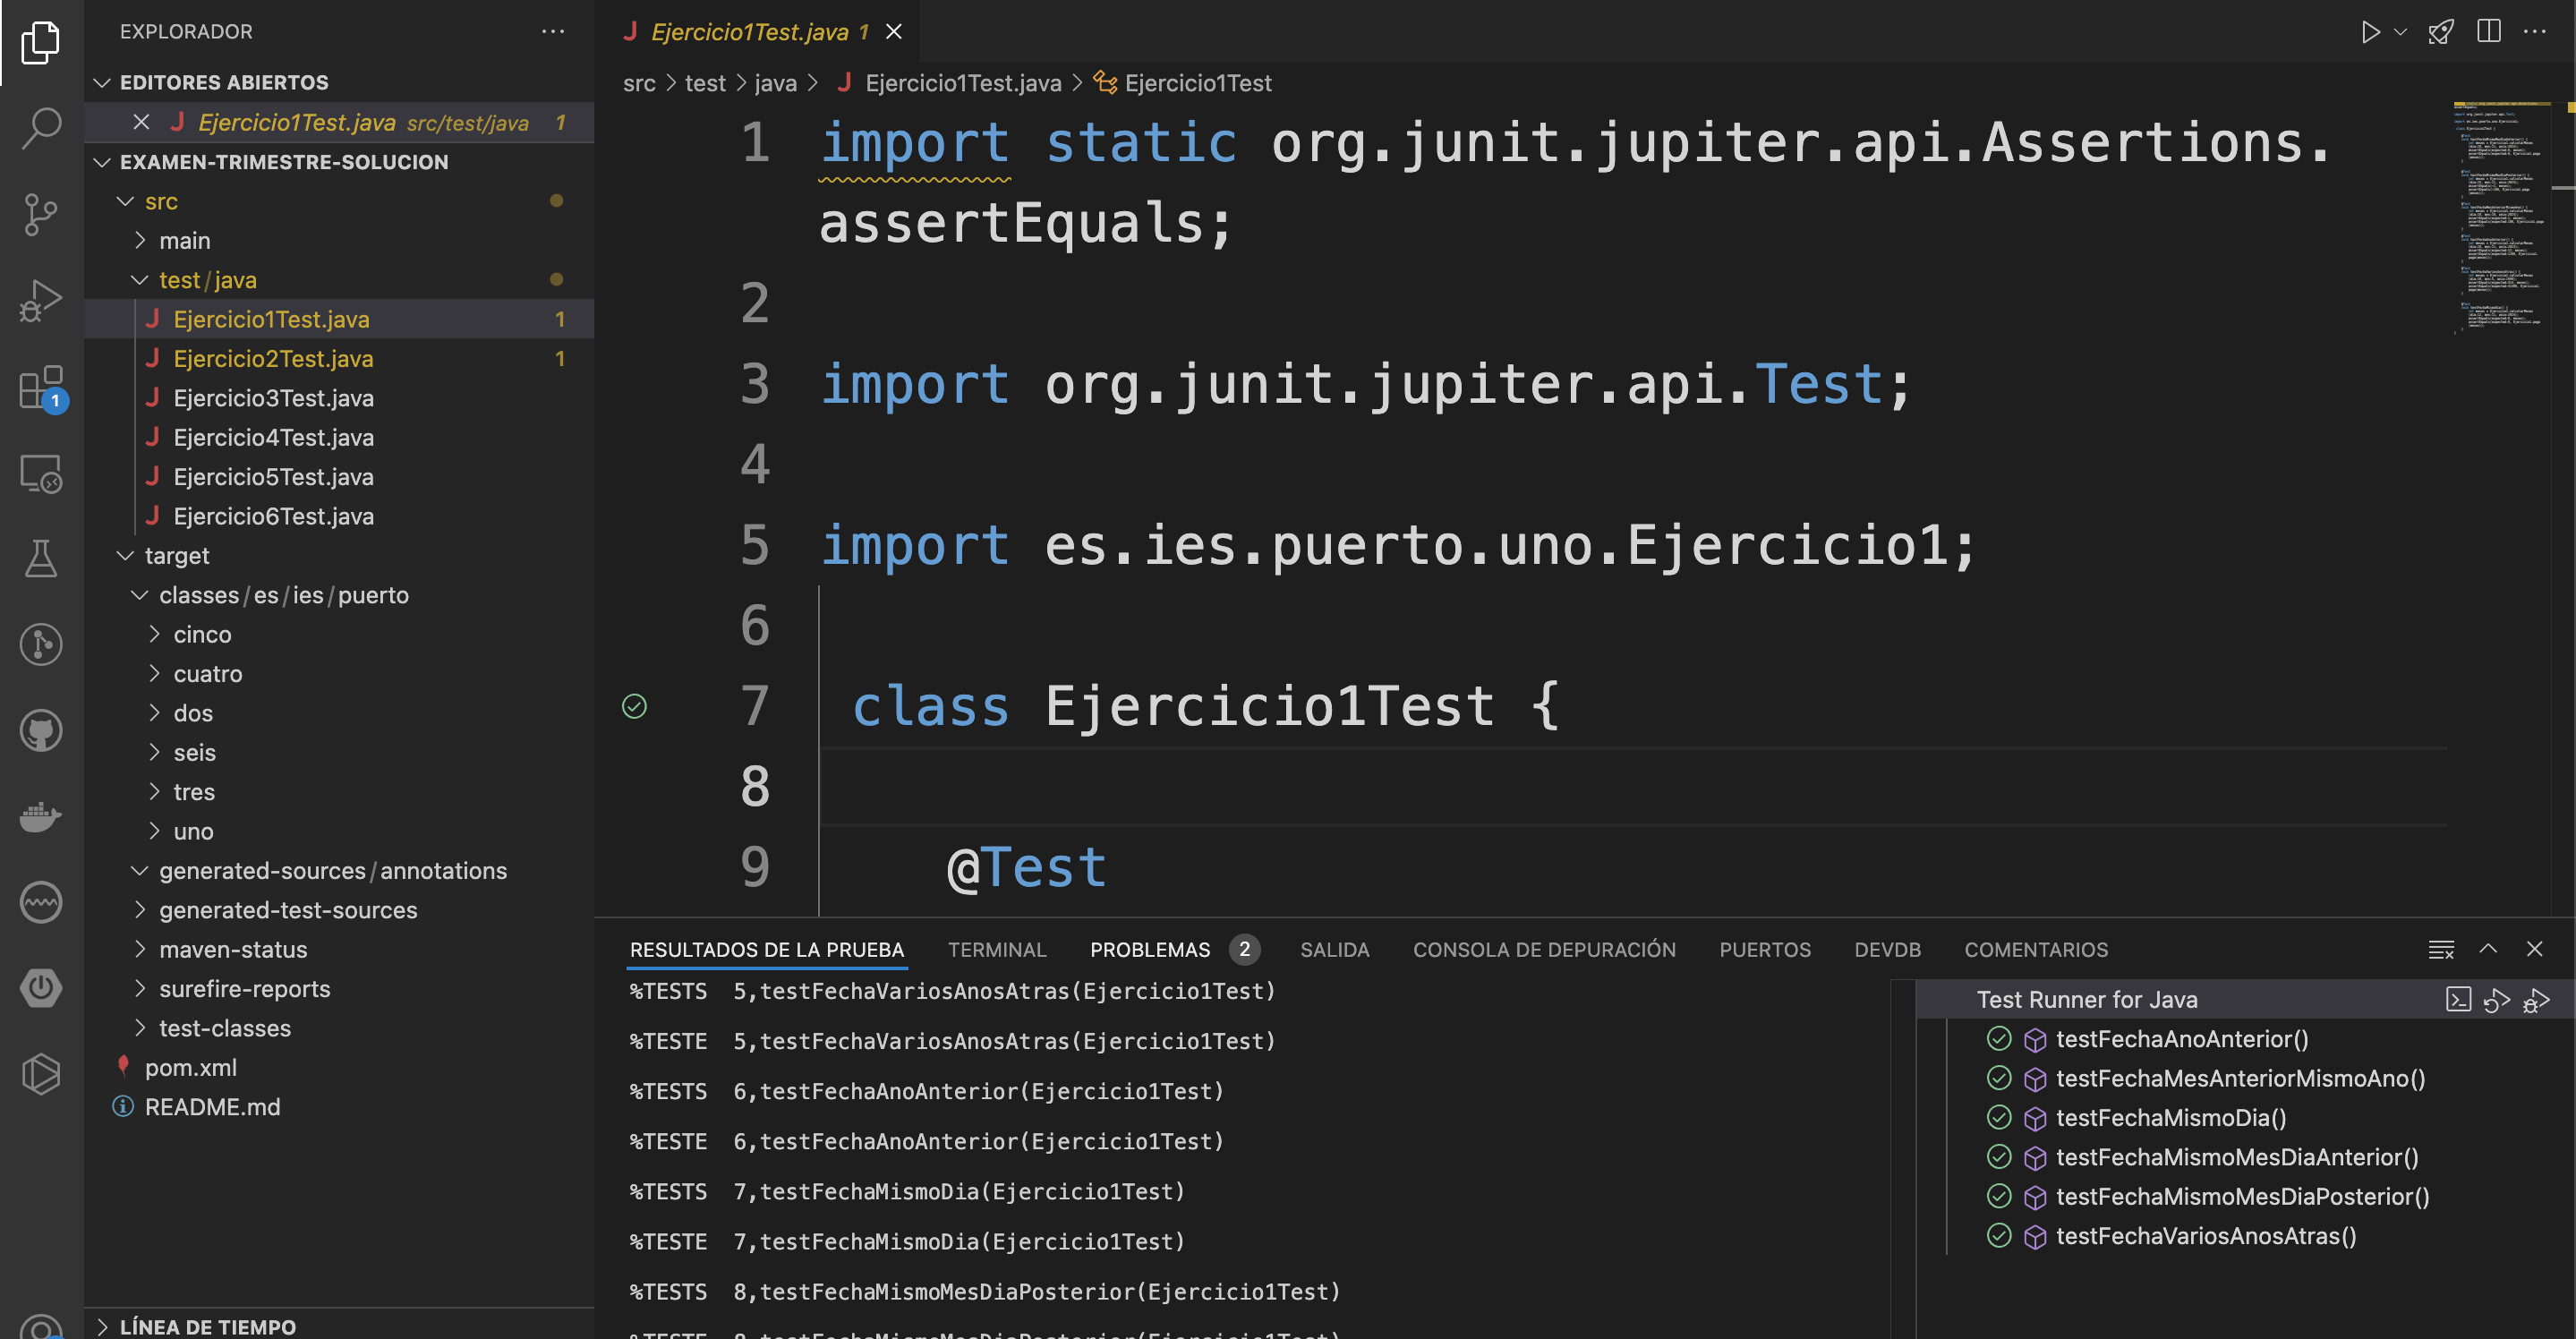 EXPLORADOR
EDITORES ABIERTOS
Ejercicio1Test.java src/test/java 1
EXAMEN-TRIMESTRE-SOLUCION
src
main
test/java
Ejercicio1Test.java 1
Ejercicio2Test.java 1
Ejercicio3Test.java
Ejercicio4Test.java
Ejercicio5Test.java
Ejercicio6Test.java
target
classes/es/ies/puerto
cinco
cuatro
dos
seis
tres
uno
generated-sources/annotations
generated-test-sources
maven-status
surefire-reports
test-classes
pom.xml
README.md
LÍNEA DE TIEMPO
1
Ejercicio1Test.java 1
src > test > java > Ejercicio1Test.java > Ejercicio1Test
1 import static org.junit.jupiter.api.Assertions.
assertEquals;
2
3 import org.junit.jupiter.api.Test;
4
5 import es.ies.puerto.uno.Ejercicio1;
6
7 class Ejercicio1Test {
8
9 @Test
RESULTADOS DE LA PRUEBA TERMINAL PROBLEMAS 2 SALIDA CONSOLA DE DEPURACIÓN PUERTOS DEVDB COMENTARIOS
%TESTS 5,testFechaVariosAnosAtras(Ejercicio1Test)
%TESTE 5,testFechaVariosAnosAtras(Ejercicio1Test)
%TESTS 6,testFechaAnoAnterior(Ejercicio1Test)
%TESTE 6,testFechaAnoAnterior(Ejercicio1Test)
%TESTS 7,testFechaMismoDia(Ejercicio1Test)
%TESTE 7,testFechaMismoDia(Ejercicio1Test)
%TESTS 8,testFechaMismoMesDiaPosterior(Ejercicio1Test)
%TESTE 8,testFechaMismoMesDiaPosterior(Ejercicio1Test)
Test Runner for Java
testFechaAnoAnterior()
testFechaMesAnteriorMismoAno()
testFechaMismoDia()
testFechaMismoMesDiaAnterior()
testFechaMismoMesDiaPosterior()
testFechaVariosAnosAtras()